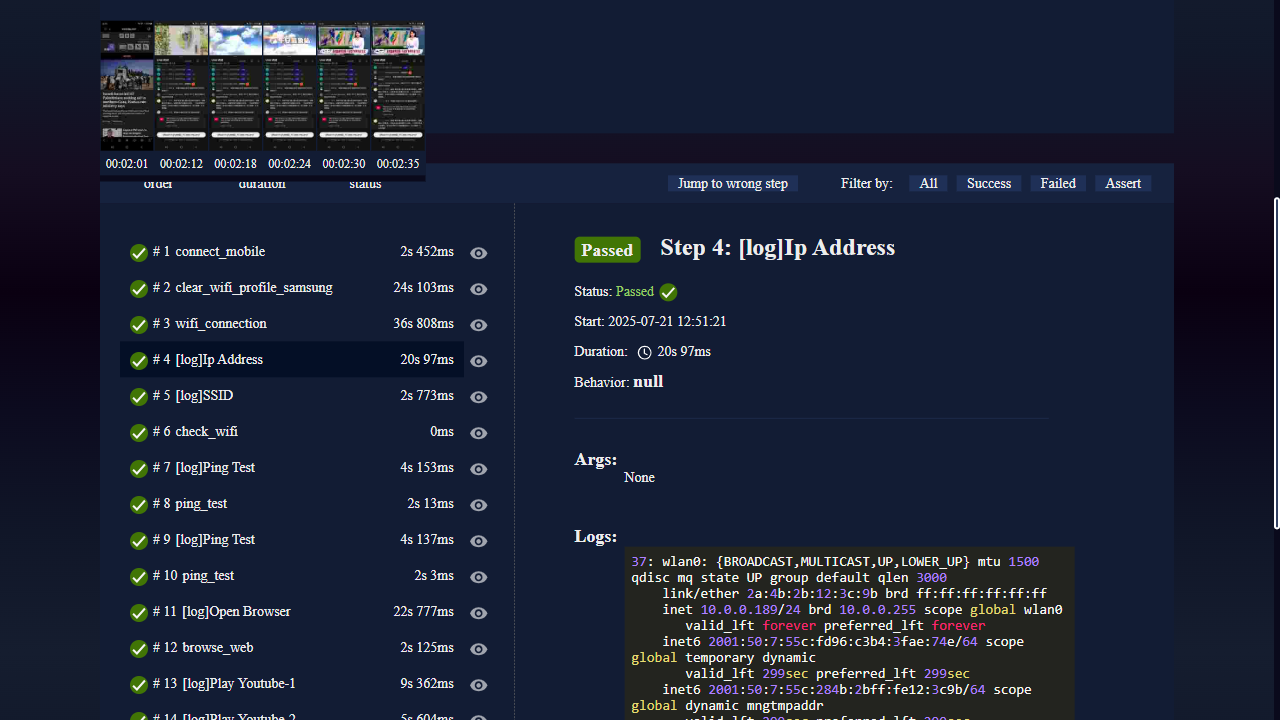 00:02:01 00:02:12 00:02:18 00:02:24 00:02:30 00:02:35
order duration status
Jump to wrong step Filter by: All Success Failed Assert
# 1 connect_mobile 2s 452ms
# 2 clear_wifi_profile_samsung 24s 103ms
# 3 wifi_connection 36s 808ms
# 4 [log]Ip Address 20s 97ms
# 5 [log]SSID 2s 773ms
# 6 check_wifi 0ms
# 7 [log]Ping Test 4s 153ms
# 8 ping_test 2s 13ms
# 9 [log]Ping Test 4s 137ms
# 10 ping_test 2s 3ms
# 11 [log]Open Browser 22s 777ms
# 12 browse_web 2s 125ms
# 13 [log]Play Youtube-1 9s 362ms
# 14 [log]Play Youtube-2 5s 604ms
Passed Step 4: [log]Ip Address
Status: Passed
Start: 2025-07-21 12:51:21
Duration: 20s 97ms
Behavior: null
Args:
None
Logs:
37: wlan0: {BROADCAST,MULTICAST,UP,LOWER_UP} mtu 1500
qdisc mq state UP group default qlen 3000
link/ether 2a:4b:2b:12:3c:9b brd ff:ff:ff:ff:ff:ff
inet 10.0.0.189/24 brd 10.0.0.255 scope global wlan0
valid_lft forever preferred_lft forever
inet6 2001:50:7:55c:fd96:c3b4:3fae:74e/64 scope
global temporary dynamic
valid_lft 299sec preferred_lft 299sec
inet6 2001:50:7:55c:284b:2bff:fe12:3c9b/64 scope
global dynamic mngtmpaddr
valid_lft 299sec preferred_lft 299sec